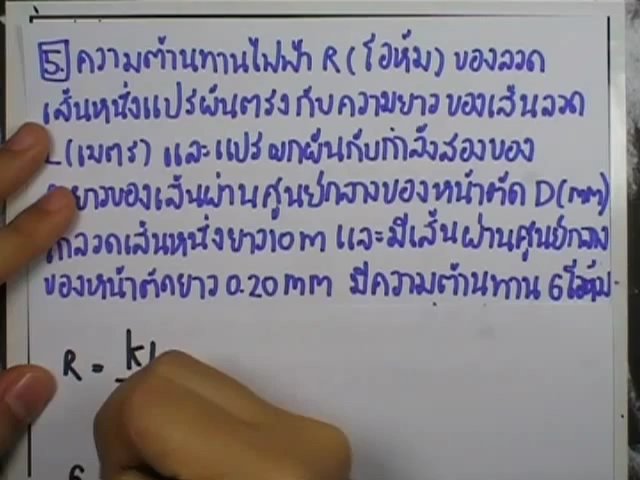 5 ความต้านทานไฟฟ้า R (โอห์ม) ของลวด
เส้นหนึ่งแปรผันตรงกับความยาวของเส้นลวด
L (เมตร) และแปรผกผันกับกำลังสองของ
ยาวของเส้นผ่านศูนย์กลางของหน้าตัด D (mm)
ลวดเส้นหนึ่งยาว 10 m และมีเส้นผ่านศูนย์กลาง
ของหน้าตัดยาว 0.20 mm มีความต้านทาน 6 โอห์ม
R = k
6